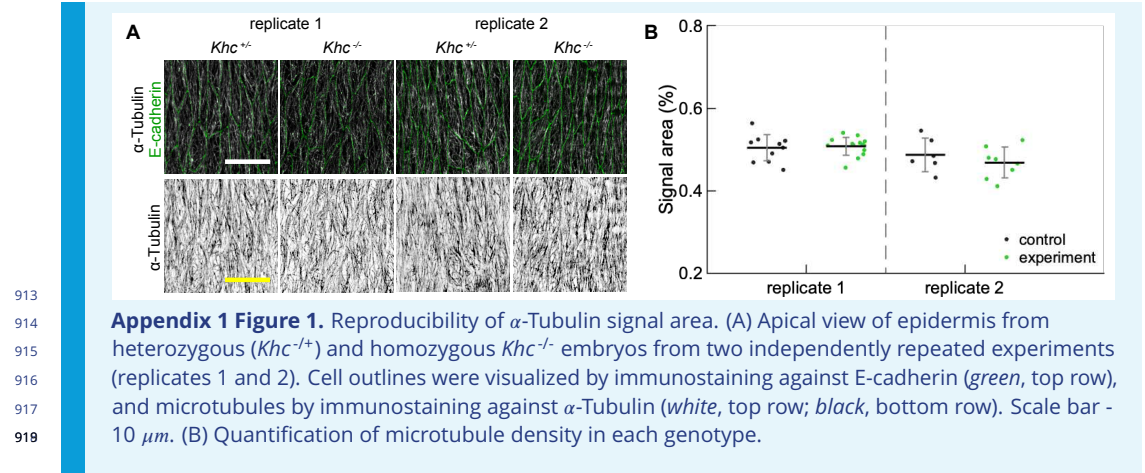 A
replicate 1
replicate 2
Khc +/-
Khc -/-
Khc +/-
Khc -/-
α-Tubulin
E-cadherin
α-Tubulin
B
Signal area (%)
0.8
0.6
0.4
0.2
control
experiment
replicate 1
replicate 2
913
914 Appendix 1 Figure 1. Reproducibility of α-Tubulin signal area. (A) Apical view of epidermis from
915 heterozygous (Khc -/+) and homozygous Khc -/- embryos from two independently repeated experiments
916 (replicates 1 and 2). Cell outlines were visualized by immunostaining against E-cadherin (green, top row),
917 and microtubules by immunostaining against α-Tubulin (white, top row; black, bottom row). Scale bar -
10 μm. (B) Quantification of microtubule density in each genotype.